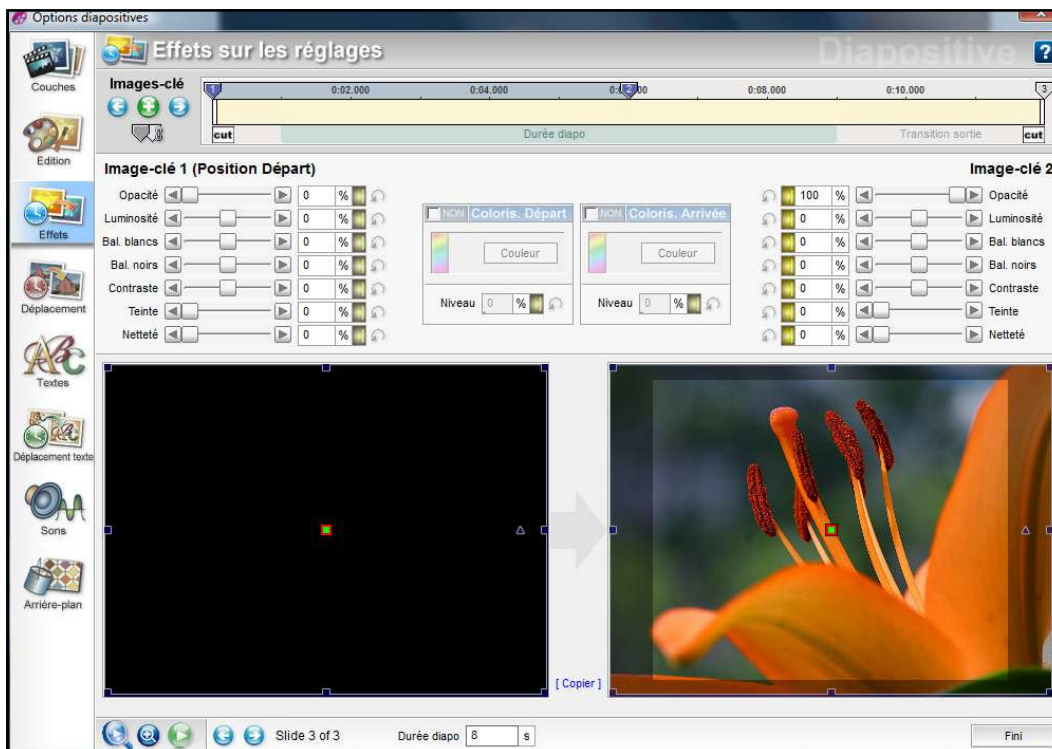 Options diapositives
Effets sur les réglages
Diapositive ?
Couches
Edition
Effets
Déplacement
Textes
Déplacement texte
Sons
Arrière-plan
Images-clé
1 0:02.000 0:04.000 2 0:08.000 0:10.000 3
cut Durée diapo Transition sortie cut
Image-clé 1 (Position Départ) Image-clé 2
Opacité 0 %
Luminosité 0 %
Bal. blancs 0 %
Bal. noirs 0 %
Contraste 0 %
Teinte 0 %
Netteté 0 %
NON Coloris. Départ
Couleur
Niveau 0 %
NON Coloris. Arrivée
Couleur
Niveau 0 %
100 % Opacité
0 % Luminosité
0 % Bal. blancs
0 % Bal. noirs
0 % Contraste
0 % Teinte
0 % Netteté
[ Copier ]
Slide 3 of 3 Durée diapo 8 s Fini